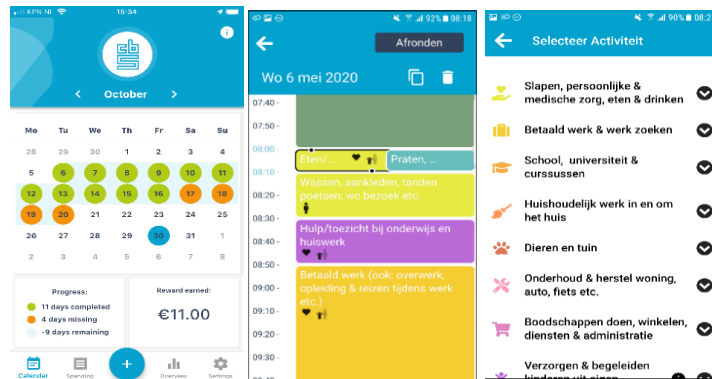 KPN NL 15:34
cbs
October
Mo Tu We Th Fr Sa Su
28 29 30 1 2 3 4
5 6 7 8 9 10 11
12 13 14 15 16 17 18
19 20 21 22 23 24 25
26 27 28 29 30 31 1
2 3 4 5 6 7 8
Progress:
11 days completed
4 days missing
-9 days remaining
Reward earned:
€11.00
Calendar Spending + Overview Settings
92% 08:18
Afronden
Wo 6 mei 2020
07:40
07:50
08:00
Eten/... Praten, ...
08:10
Wassen, aankleden, tanden
poetsen, wc bezoek etc.
08:20
08:30
Hulp/toezicht bij onderwijs en
huiswerk
08:40
08:50
Betaald werk (ook: overwerk,
opleiding & reizen tijdens werk
etc.)
09:00
09:10
09:20
09:30
90% 08:2
Selecteer Activiteit
Slapen, persoonlijke &
medische zorg, eten & drinken
Betaald werk & werk zoeken
School, universiteit &
curssussen
Huishoudelijk werk in en om
het huis
Dieren en tuin
Onderhoud & herstel woning,
auto, fiets etc.
Boodschappen doen, winkelen,
diensten & administratie
Verzorgen & begeleiden